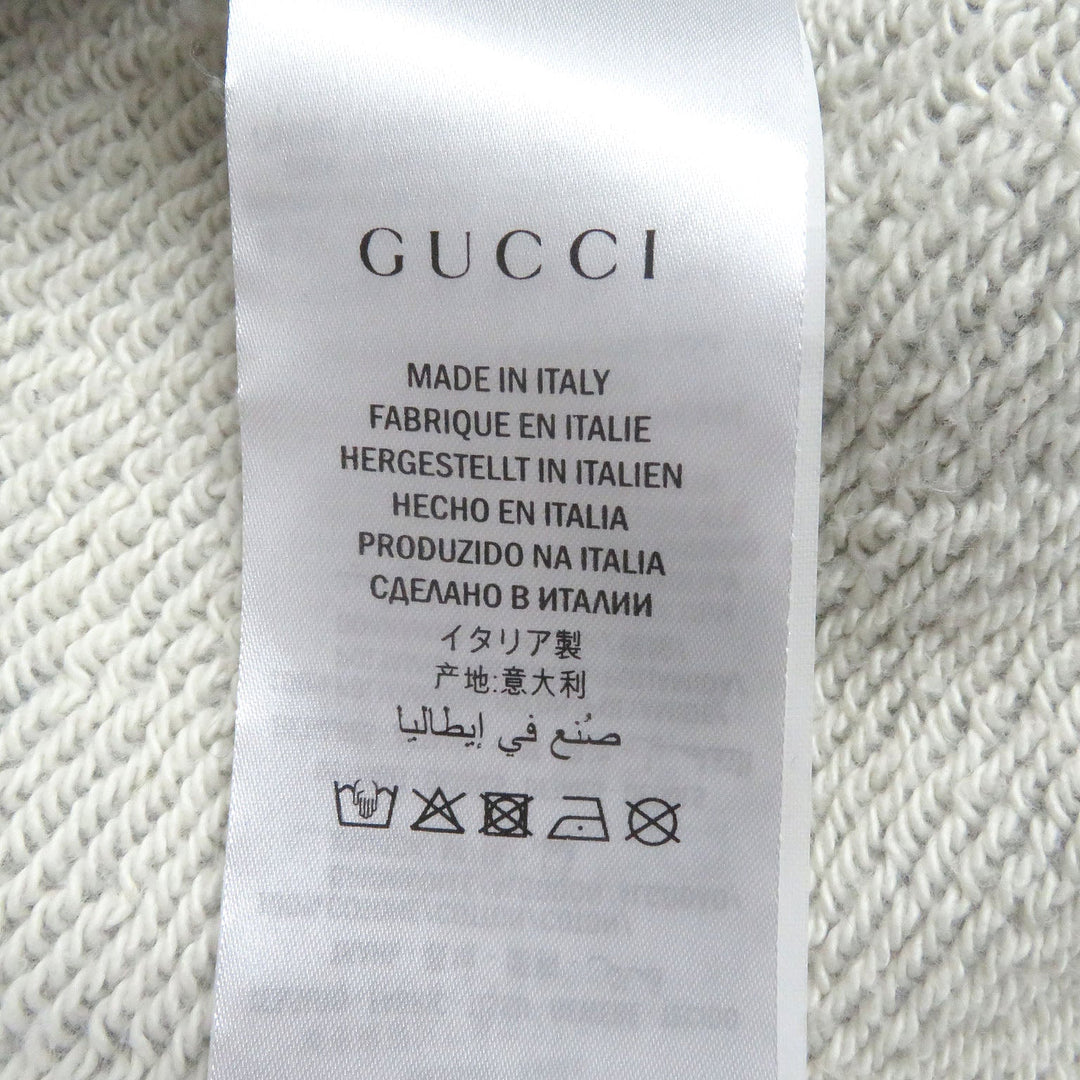 GUCCI
MADE IN ITALY
FABRIQUE EN ITALIE
HERGESTELLT IN ITALIEN
HECHO EN ITALIA
PRODUZIDO NA ITALIA
СДЕЛАНО В ИТАЛИИ
イタリア製
产地:意大利
صُنع في إيطاليا